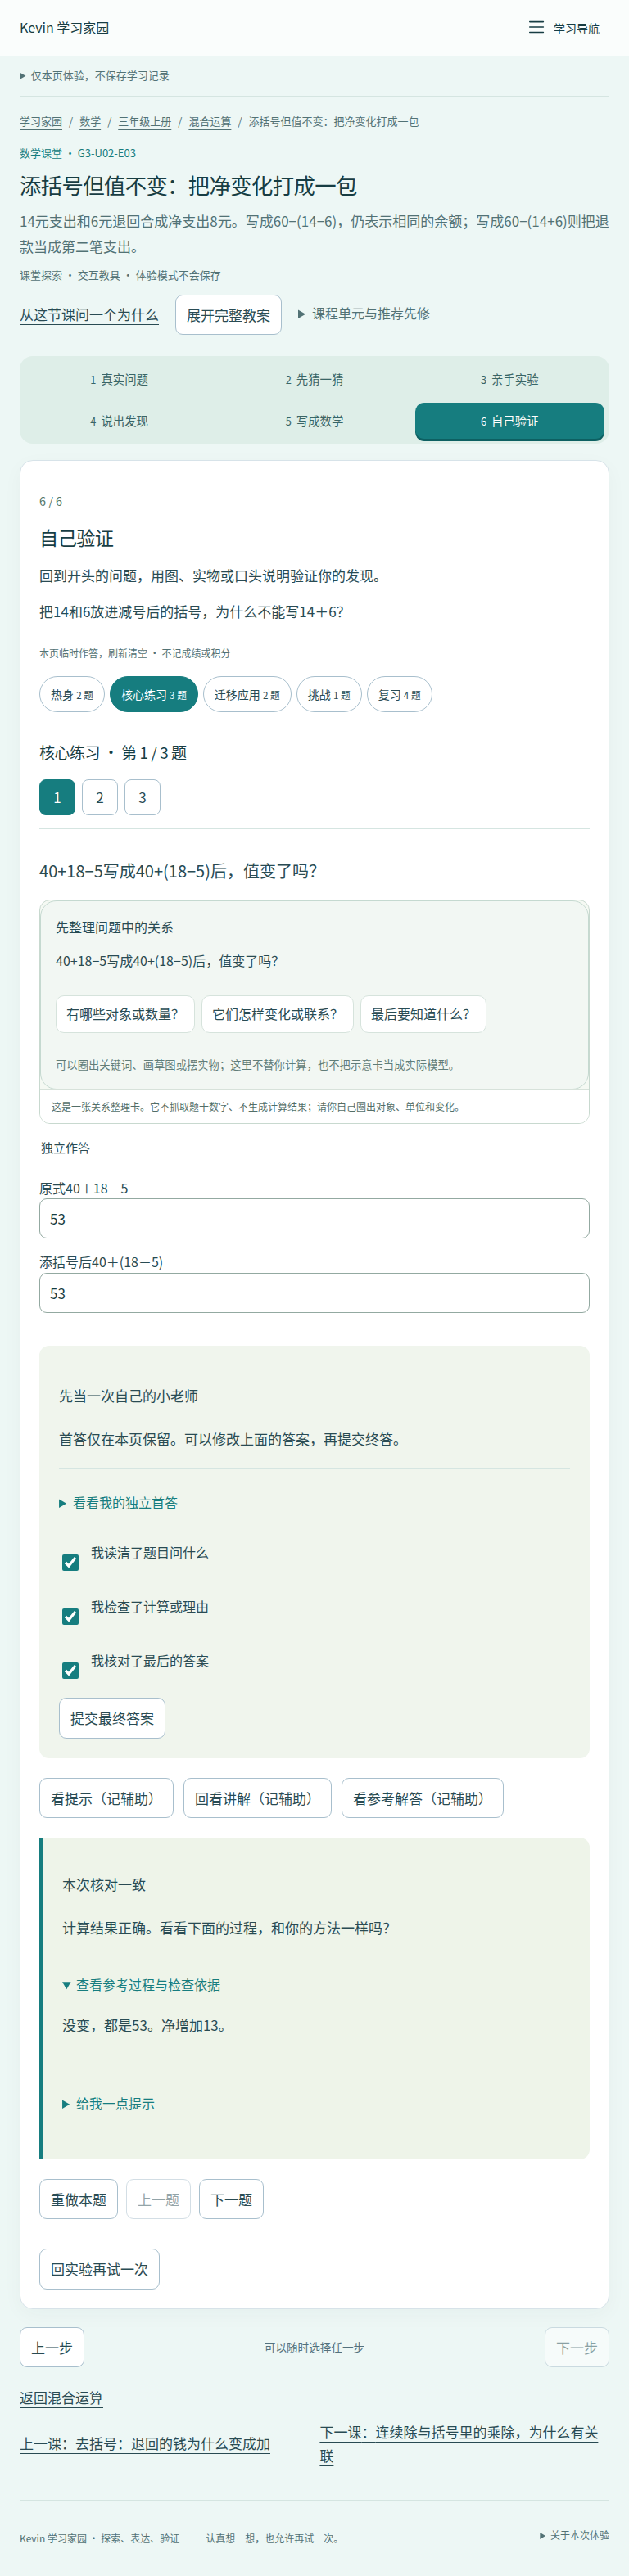 Kevin 学习家园
学习导航
仅本页体验，不保存学习记录
学习家园 / 数学 / 三年级上册 / 混合运算 / 添括号但值不变：把净变化打成一包
数学课堂 · G3-U02-E03
添括号但值不变：把净变化打成一包
14元支出和6元退回合成净支出8元。写成60−(14−6)，仍表示相同的余额；写成60−(14+6)则把退
款当成第二笔支出。
课堂探索 · 交互教具 · 体验模式不会保存
从这节课问一个为什么
展开完整教案
课程单元与推荐先修
1 真实问题
2 先猜一猜
3 亲手实验
4 说出发现
5 写成数学
6 自己验证
6 / 6
自己验证
回到开头的问题，用图、实物或口头说明验证你的发现。
把14和6放进减号后的括号，为什么不能写14＋6？
本页临时作答，刷新清空 · 不记成绩或积分
热身 2 题
核心练习 3 题
迁移应用 2 题
挑战 1 题
复习 4 题
核心练习 · 第 1 / 3 题
1
2
3
40+18−5写成40+(18−5)后，值变了吗？
先整理问题中的关系
40+18−5写成40+(18−5)后，值变了吗？
有哪些对象或数量？
它们怎样变化或联系？
最后要知道什么？
可以圈出关键词、画草图或摆实物；这里不替你计算，也不把示意卡当成实际模型。
这是一张关系整理卡。它不抓取题干数字、不生成计算结果；请你自己圈出对象、单位和变化。
独立作答
原式40＋18－5
53
添括号后40＋(18－5)
53
先当一次自己的小老师
首答仅在本页保留。可以修改上面的答案，再提交终答。
看看我的独立首答
我读清了题目问什么
我检查了计算或理由
我核对了最后的答案
提交最终答案
看提示（记辅助）
回看讲解（记辅助）
看参考解答（记辅助）
本次核对一致
计算结果正确。看看下面的过程，和你的方法一样吗？
查看参考过程与检查依据
没变，都是53。净增加13。
给我一点提示
重做本题
上一题
下一题
回实验再试一次
上一步
可以随时选择任一步
下一步
返回混合运算
上一课：去括号：退回的钱为什么变成加
下一课：连续除与括号里的乘除，为什么有关
联
Kevin 学习家园 · 探索、表达、验证
认真想一想，也允许再试一次。
关于本次体验